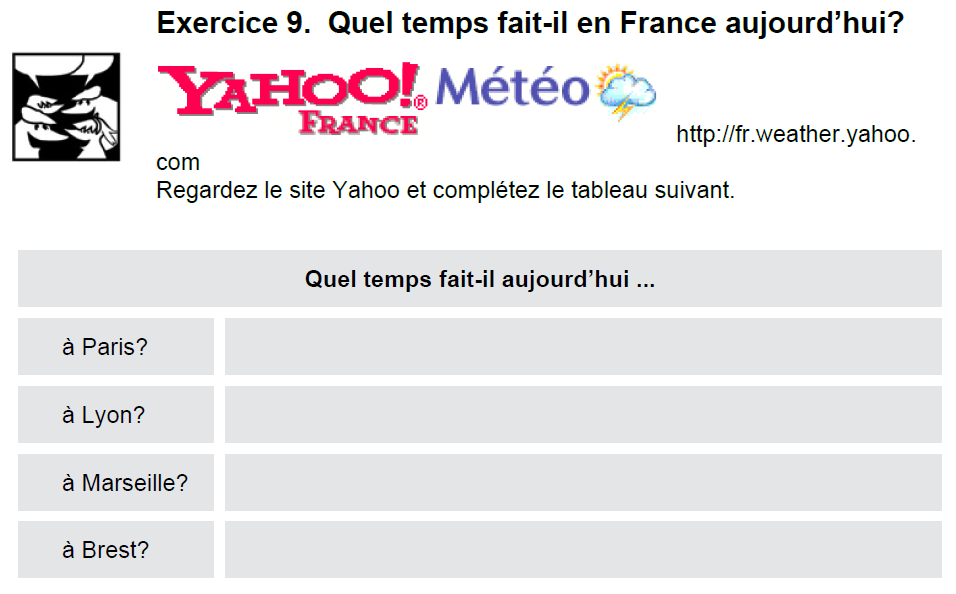 Exercice 9. Quel temps fait-il en France aujourd’hui?
YAHOO!® Météo
FRANCE
http://fr.weather.yahoo.
com
Regardez le site Yahoo et complétez le tableau suivant.
Quel temps fait-il aujourd’hui ...
à Paris?
à Lyon?
à Marseille?
à Brest?